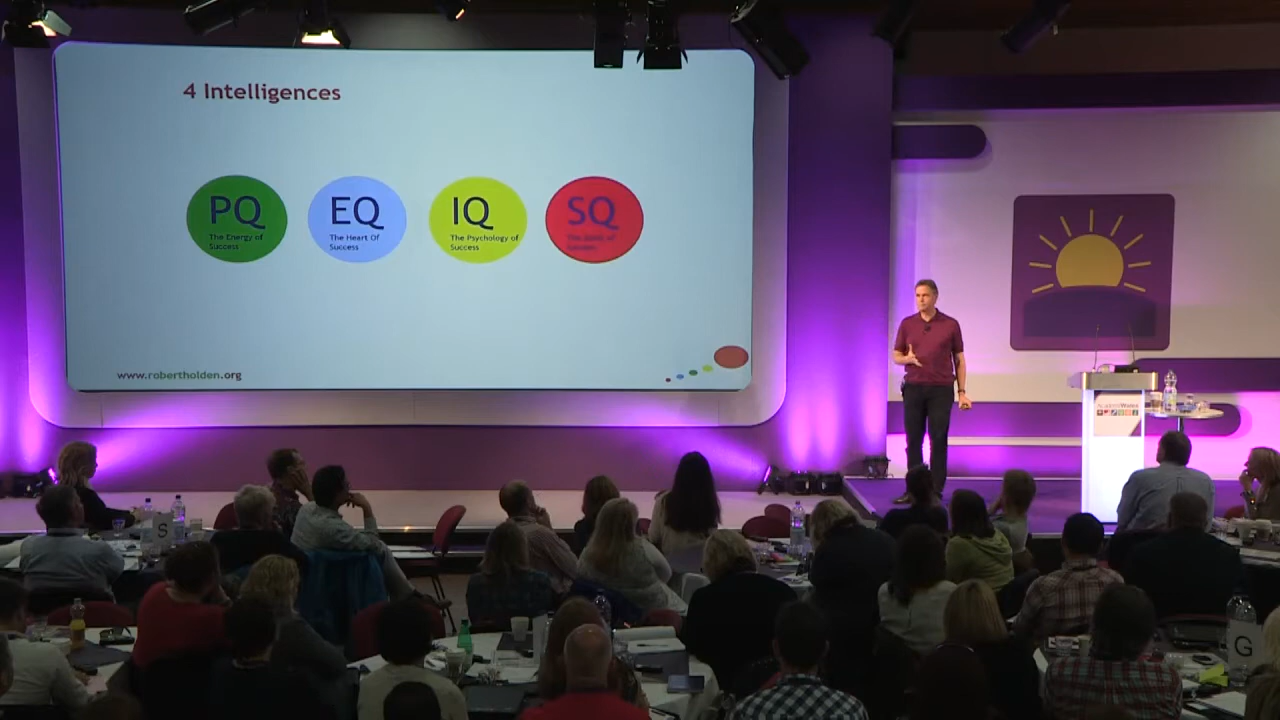 4 Intelligences
PQ
The Energy of
Success
EQ
The Heart Of
Success
IQ
The Psychology of
Success
SQ
www.robertholden.org
S
G